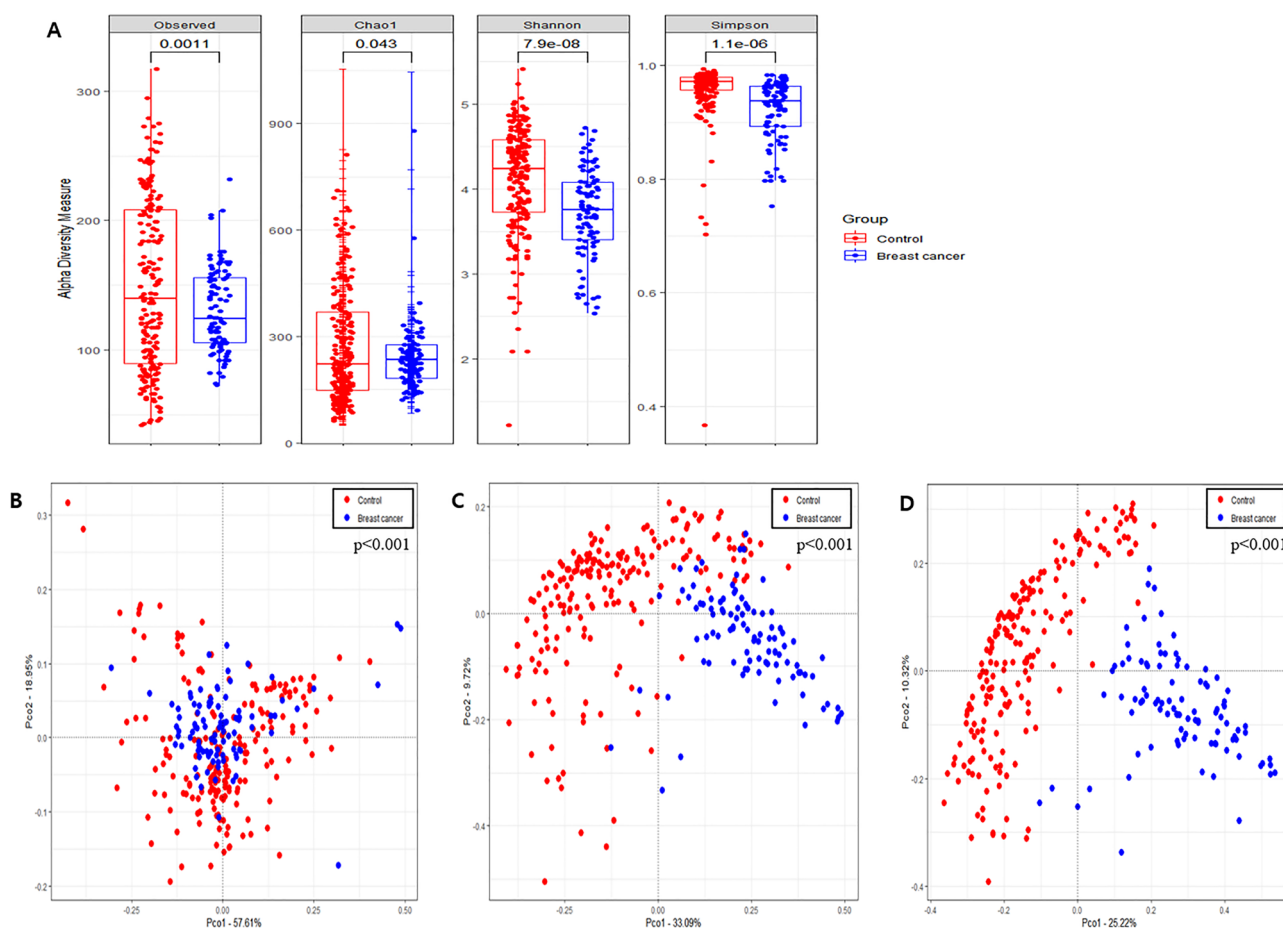 A
Observed Chao1 Shannon Simpson
0.0011 0.043 7.9e-08 1.1e-06
Alpha Diversity Measure
300
200
100
900
600
300
0
5
4
3
2
1.0
0.8
0.6
0.4
Group
Control
Breast cancer
B
Control
Breast cancer
p<0.001
Pco2 - 18.95%
0.3
0.2
0.1
0.0
-0.1
-0.2
-0.25 0.00 0.25 0.50
Pco1 - 57.61%
C
Control
Breast cancer
p<0.001
Pco2 - 9.72%
0.2
0.0
-0.2
-0.4
-0.25 0.00 0.25 0.50
Pco1 - 33.09%
D
Control
Breast cancer
p<0.001
Pco2 - 10.32%
0.2
0.0
-0.2
-0.4
-0.4 -0.2 0.0 0.2 0.4
Pco1 - 25.22%